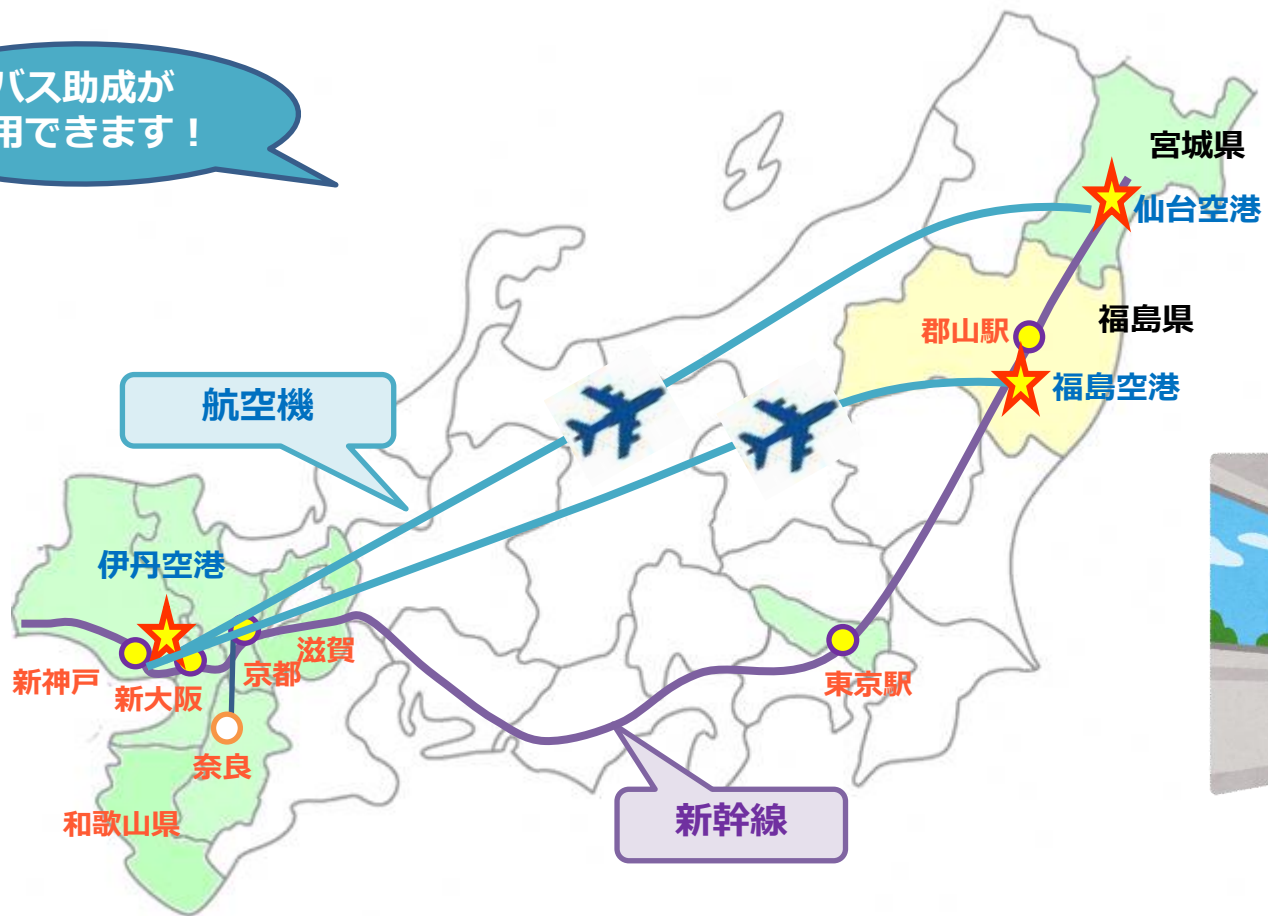 バス助成が
用できます！
宮城県
仙台空港
福島県
郡山駅
福島空港
航空機
伊丹空港
滋賀
京都
新神戸
新大阪
東京駅
奈良
新幹線
和歌山県